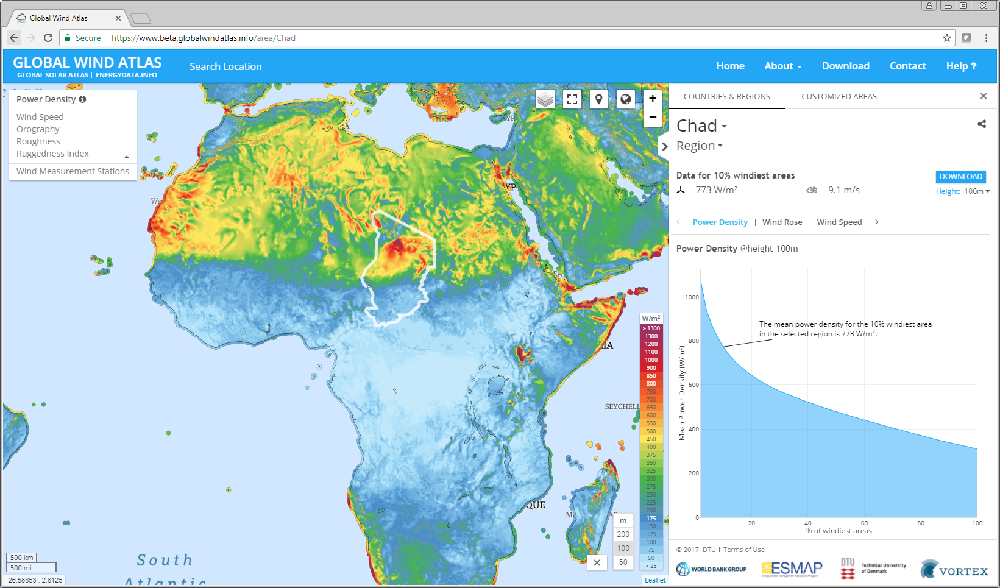 Global Wind Atlas
Secure
https://www.beta.globalwindatlas.info/area/Chad
GLOBAL WIND ATLAS
GLOBAL SOLAR ATLAS | ENERGYDATA.INFO
Search Location
Home
About
Download
Contact
Help ?
Power Density
Wind Speed
Orography
Roughness
Ruggedness Index
Wind Measurement Stations
We
YR
YP
EA
IA
SEYCHELL
QUE
M
South
Atlantic
+
−
W/m²
> 1300
1300
1200
1100
1000
900
850
800
750
700
650
600
550
500
450
400
375
350
325
300
275
250
225
200
175
150
125
100
75
50
< 25
m
200
100
50
500 km
500 mi
-26.58853 : 2.8125
Leaflet
COUNTRIES & REGIONS
CUSTOMIZED AREAS
Chad
Region
Data for 10% windiest areas
DOWNLOAD
773 W/m²
9.1 m/s
Height: 100m
Power Density | Wind Rose | Wind Speed
Power Density @height 100m
The mean power density for the 10% windiest area
in the selected region is 773 W/m².
Mean Power Density (W/m²)
1000
800
600
400
200
0
20
40
60
80
100
% of windiest areas
© 2017 DTU | Terms of Use
WORLD BANK GROUP
ESMAP
Energy Sector Management Assistance Program
DTU
Technical University
of Denmark
VORTEX